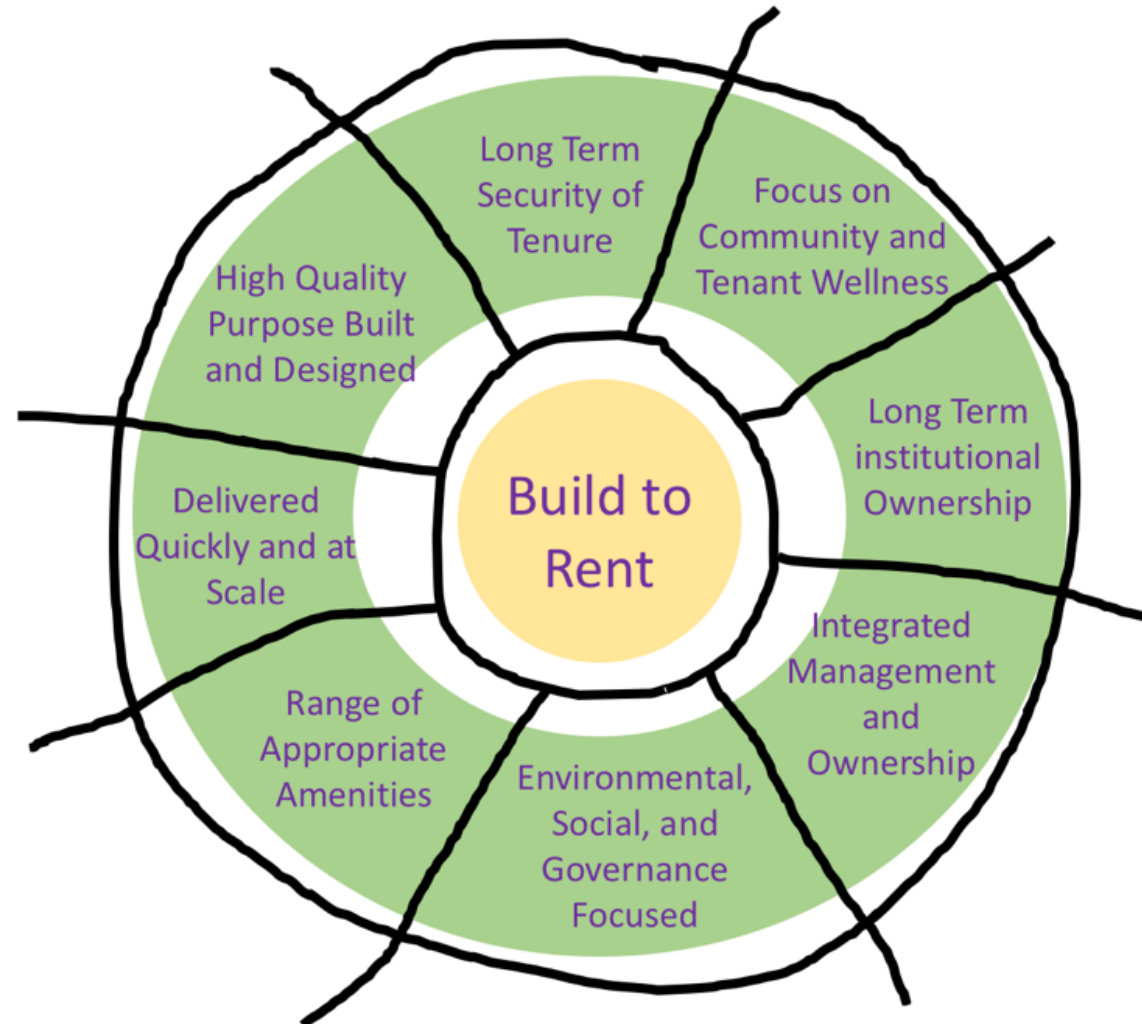 Long Term
Security of
Tenure
Focus on
Community and
Tenant Wellness
Long Term
institutional
Ownership
Integrated
Management
and
Ownership
Environmental,
Social, and
Governance
Focused
Range of
Appropriate
Amenities
Delivered
Quickly and at
Scale
High Quality
Purpose Built
and Designed
Build to
Rent